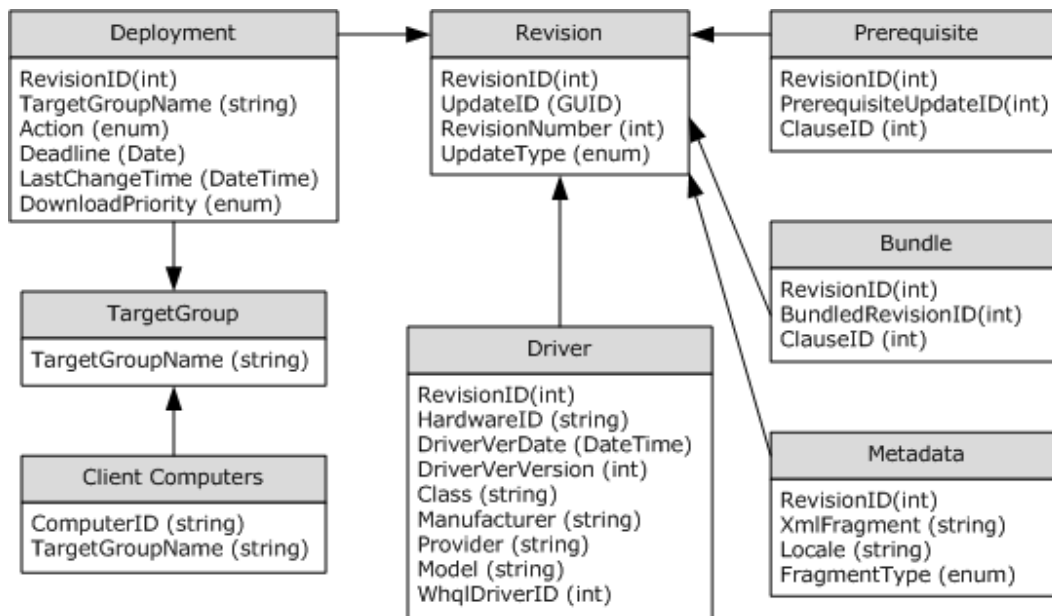 Deployment
RevisionID(int)
TargetGroupName (string)
Action (enum)
Deadline (Date)
LastChangeTime (DateTime)
DownloadPriority (enum)
Revision
RevisionID(int)
UpdateID (GUID)
RevisionNumber (int)
UpdateType (enum)
Prerequisite
RevisionID(int)
PrerequisiteUpdateID(int)
ClauseID (int)
Bundle
RevisionID(int)
BundledRevisionID(int)
ClauseID (int)
TargetGroup
TargetGroupName (string)
Driver
RevisionID(int)
HardwareID (string)
DriverVerDate (DateTime)
DriverVerVersion (int)
Class (string)
Manufacturer (string)
Provider (string)
Model (string)
WhqlDriverID (int)
Client Computers
ComputerID (string)
TargetGroupName (string)
Metadata
RevisionID(int)
XmlFragment (string)
Locale (string)
FragmentType (enum)